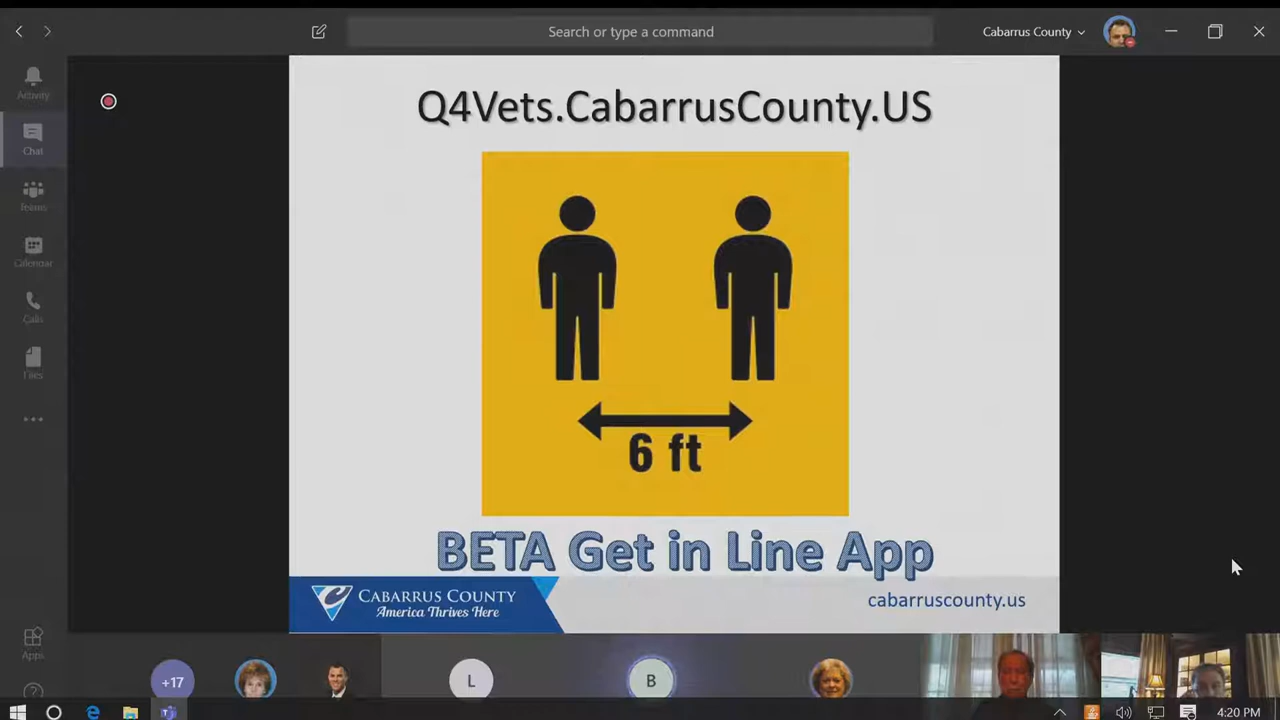 Search or type a command
Cabarrus County
Activity
Chat
Teams
Calendar
Calls
Files
Apps
Q4Vets.CabarrusCounty.US
6 ft
BETA Get in Line App
CABARRUS COUNTY
America Thrives Here
cabarruscounty.us
+17
L
B
4:20 PM